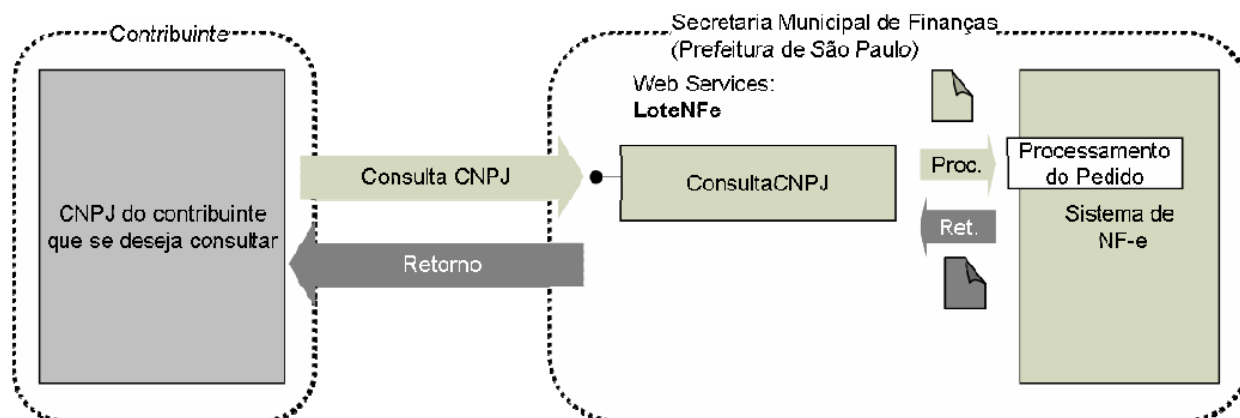 Contribuinte
CNPJ do contribuinte
que se deseja consultar
Consulta CNPJ
Retorno
Secretaria Municipal de Finanças
(Prefeitura de São Paulo)
Web Services:
LoteNFe
ConsultaCNPJ
Proc.
Ret.
Processamento
do Pedido
Sistema de
NF-e